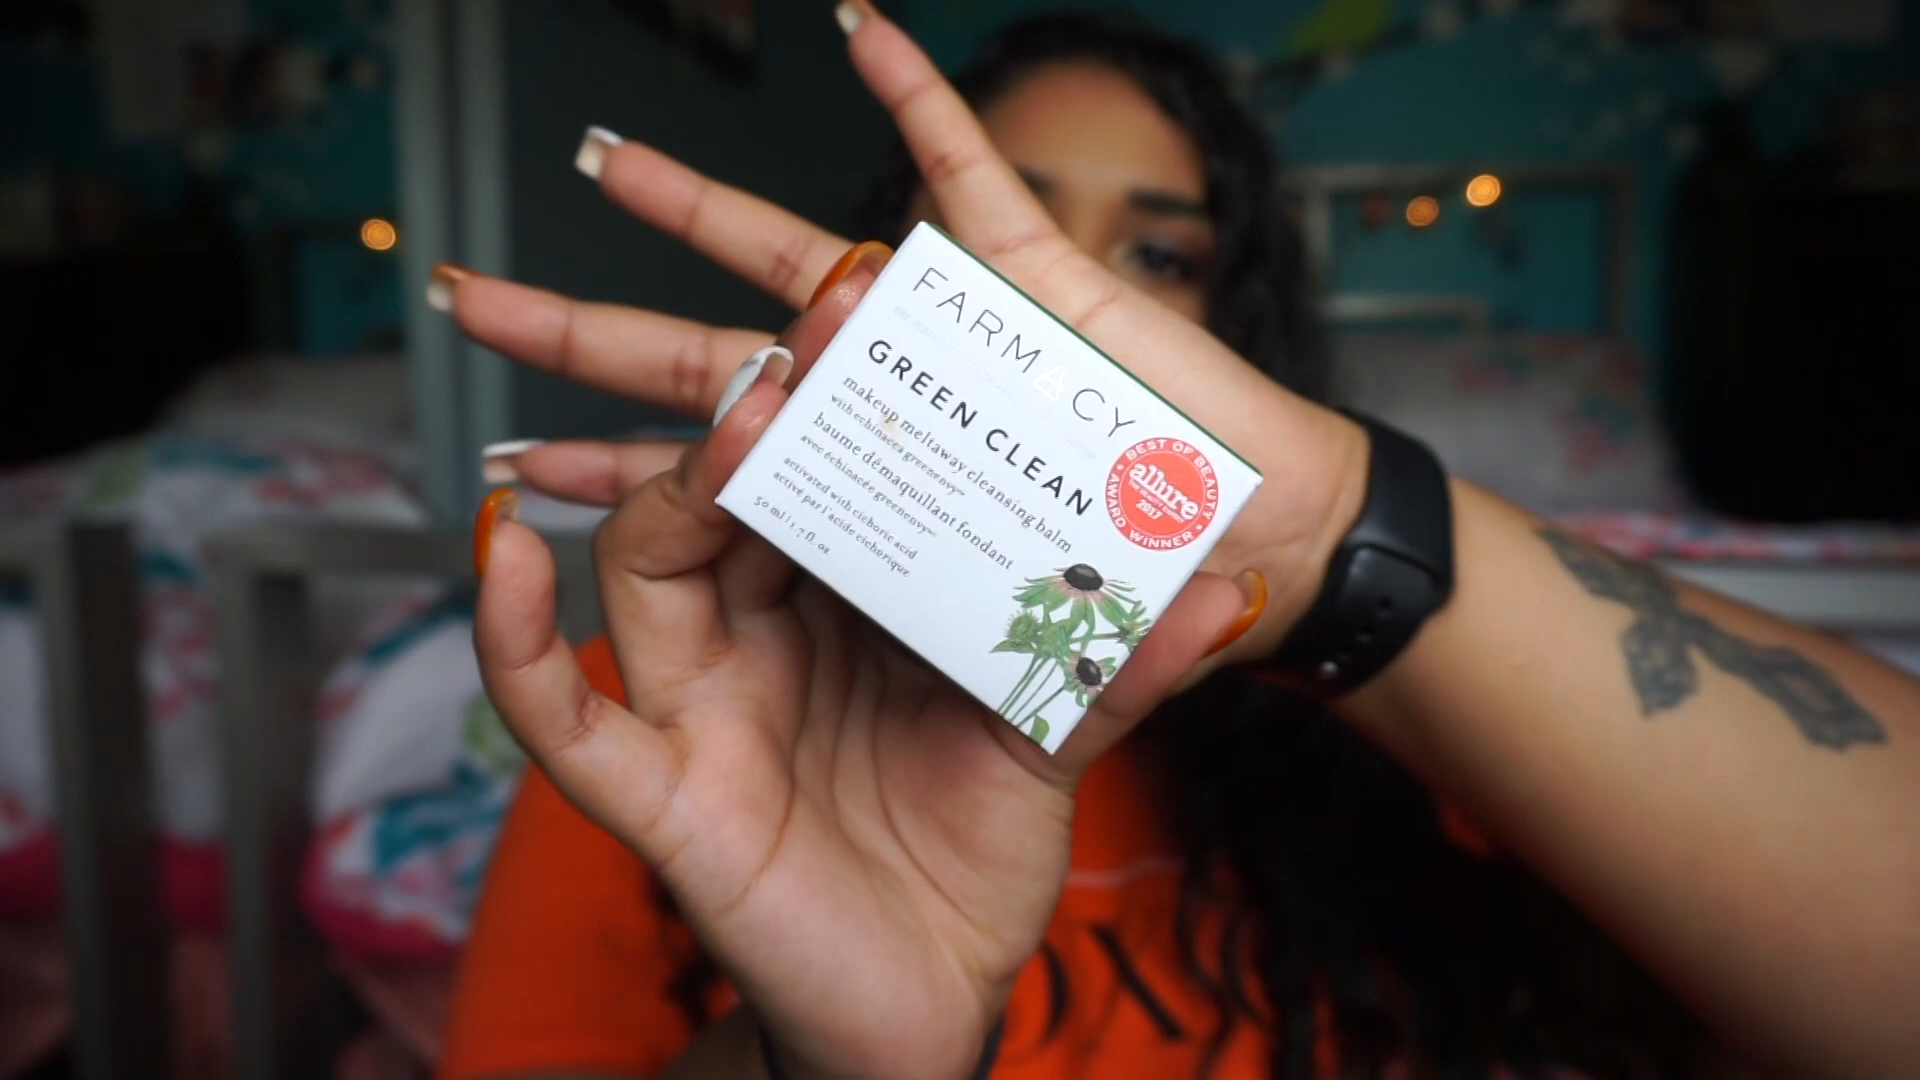 FARMACY
GREEN CLEAN
makeup meltaway cleansing balm
with echinacea greenenvy™
baume démaquillant fondant
avec échinacée greenenvy™
activated with cichoric acid
activé par l'acide cichorique
50 ml | 1.7 fl. oz
BEST OF BEAUTY
allure
2017
AWARD WINNER